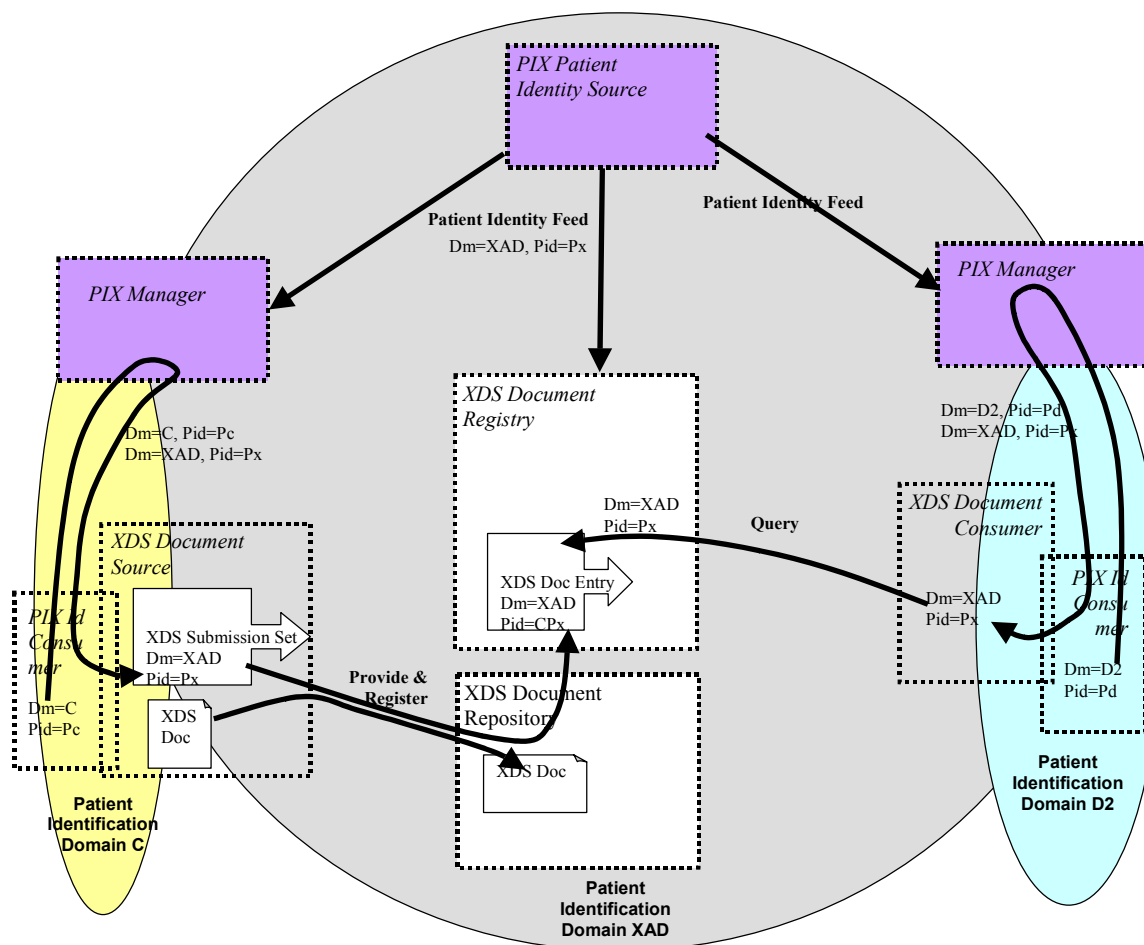 PIX Patient
Identity Source
Patient Identity Feed
Dm=XAD, Pid=Px
Patient Identity Feed
PIX Manager
PIX Manager
Dm=C, Pid=Pc
Dm=XAD, Pid=Px
XDS Document
Registry
Dm=D2, Pid=Pd
Dm=XAD, Pid=Px
Dm=XAD
Pid=Px
Query
XDS Document
Consumer
XDS Document
Source
XDS Doc Entry
Dm=XAD
Pid=CPx
PIX Id
Consu
mer
Dm=C
Pid=Pc
XDS Submission Set
Dm=XAD
Pid=Px
XDS
Doc
Provide &
Register
XDS Document
Repository
XDS Doc
Dm=XAD
Pid=Px
PIX Id
Consu
mer
Dm=D2
Pid=Pd
Patient
Identification
Domain C
Patient
Identification
Domain XAD
Patient
Identification
Domain D2